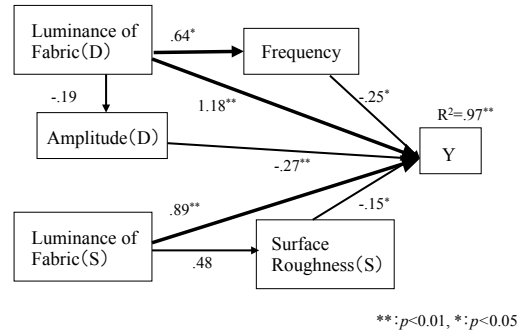 Luminance of
Fabric(D)
.64*
Frequency
-.19
1.18**
-.25*
R²=.97**
Amplitude(D)
-.27**
Y
.89**
-.15*
Luminance of
Fabric(S)
.48
Surface
Roughness(S)
**:p<0.01, *:p<0.05